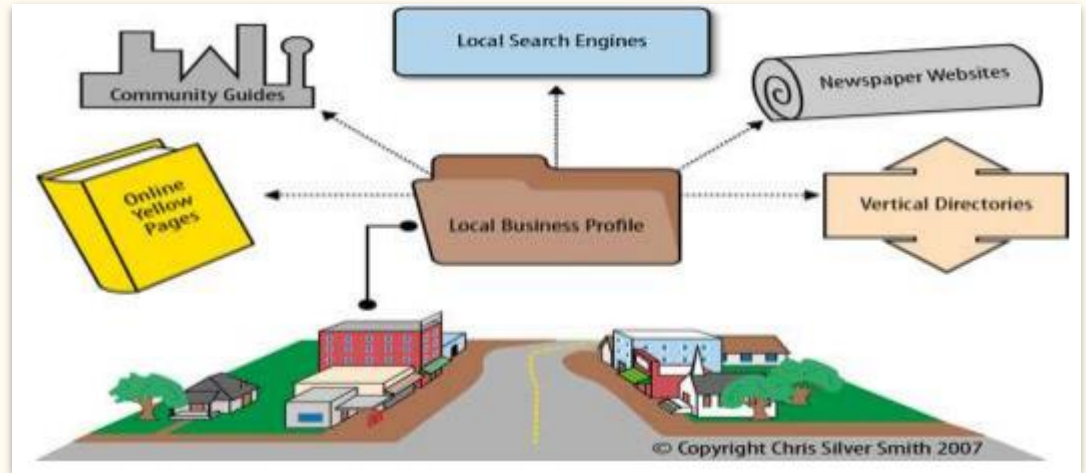 Local Search Engines
Community Guides
Newspaper Websites
Online
Yellow
Pages
Local Business Profile
Vertical Directories
© Copyright Chris Silver Smith 2007